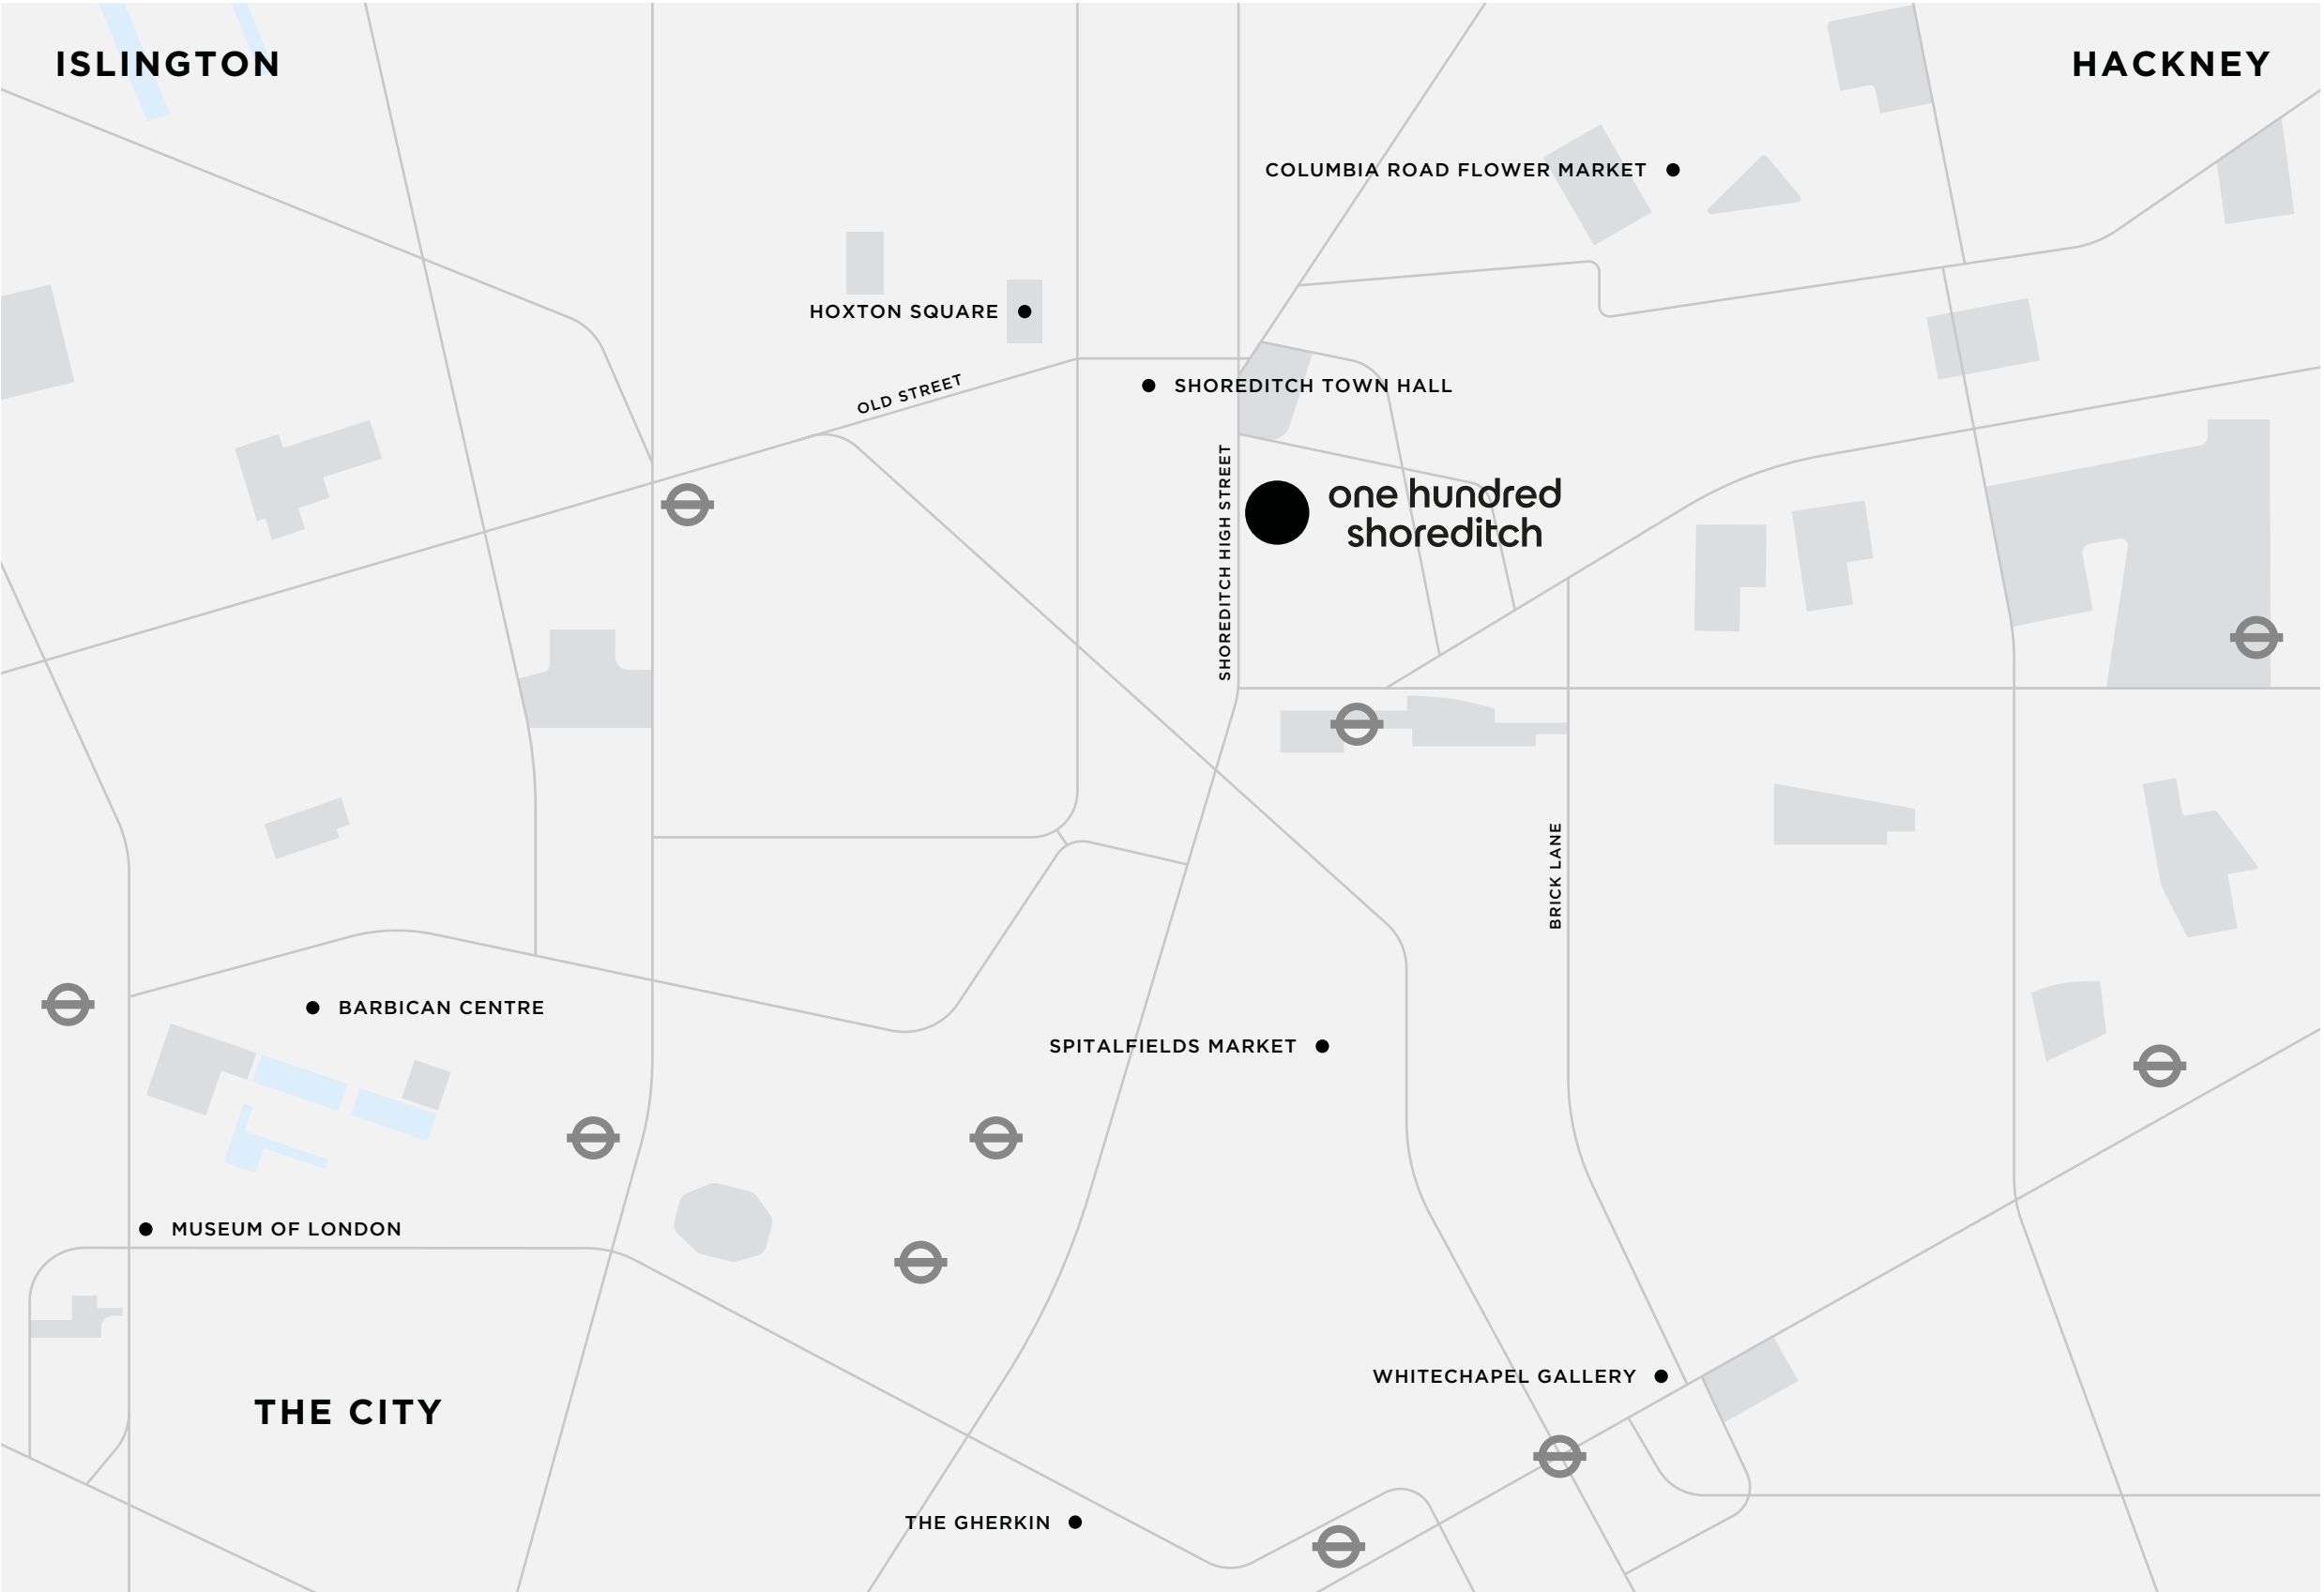 ISLINGTON
HACKNEY
COLUMBIA ROAD FLOWER MARKET
HOXTON SQUARE
OLD STREET
SHOREDITCH TOWN HALL
SHOREDITCH HIGH STREET
one hundred
shoreditch
BRICK LANE
BARBICAN CENTRE
SPITALFIELDS MARKET
MUSEUM OF LONDON
WHITECHAPEL GALLERY
THE CITY
THE GHERKIN